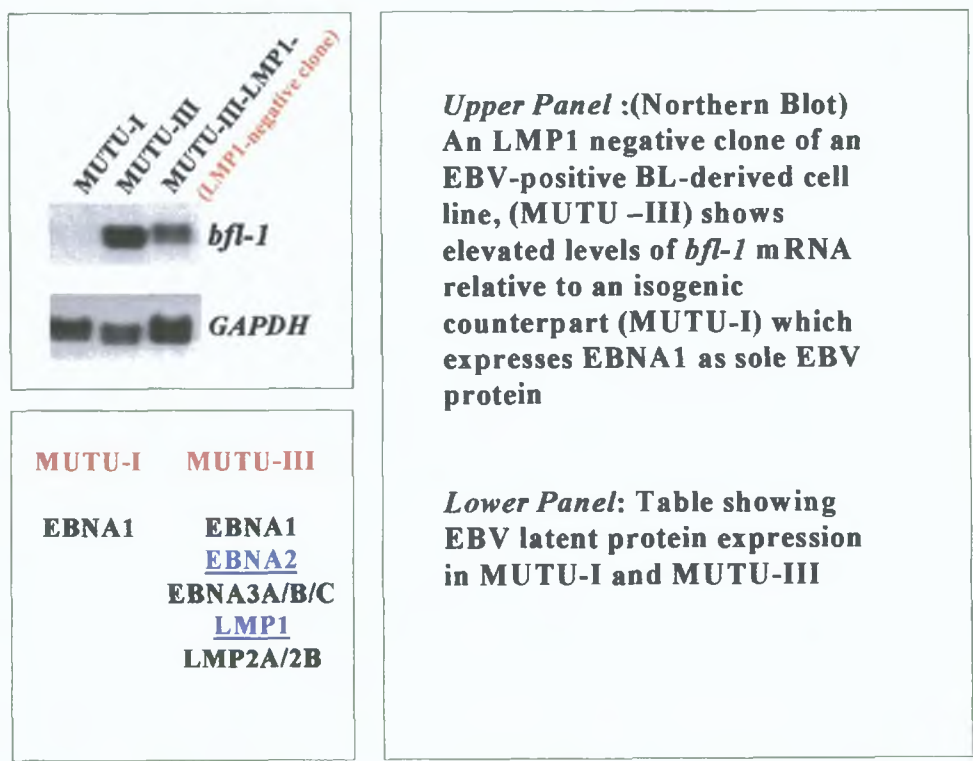 MUTU-I
MUTU-III
MUTU-III-LMP1-
(LMP1-negative clone)
bfl-1
GAPDH
MUTU-I MUTU-III
EBNA1 EBNA1
EBNA2
EBNA3A/B/C
LMP1
LMP2A/2B
Upper Panel :(Northern Blot)
An LMP1 negative clone of an
EBV-positive BL-derived cell
line, (MUTU –III) shows
elevated levels of bfl-1 mRNA
relative to an isogenic
counterpart (MUTU-I) which
expresses EBNA1 as sole EBV
protein
Lower Panel: Table showing
EBV latent protein expression
in MUTU-I and MUTU-III